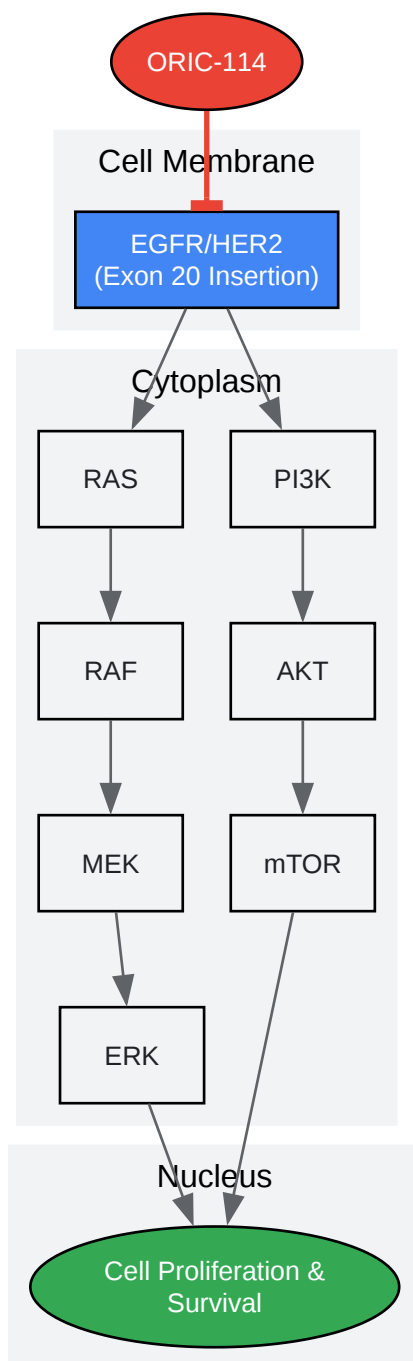 ORIC-114
Cell Membrane
EGFR/HER2
(Exon 20 Insertion)
Cytoplasm
RAS
PI3K
RAF
AKT
MEK
mTOR
ERK
Nucleus
Cell Proliferation &
Survival